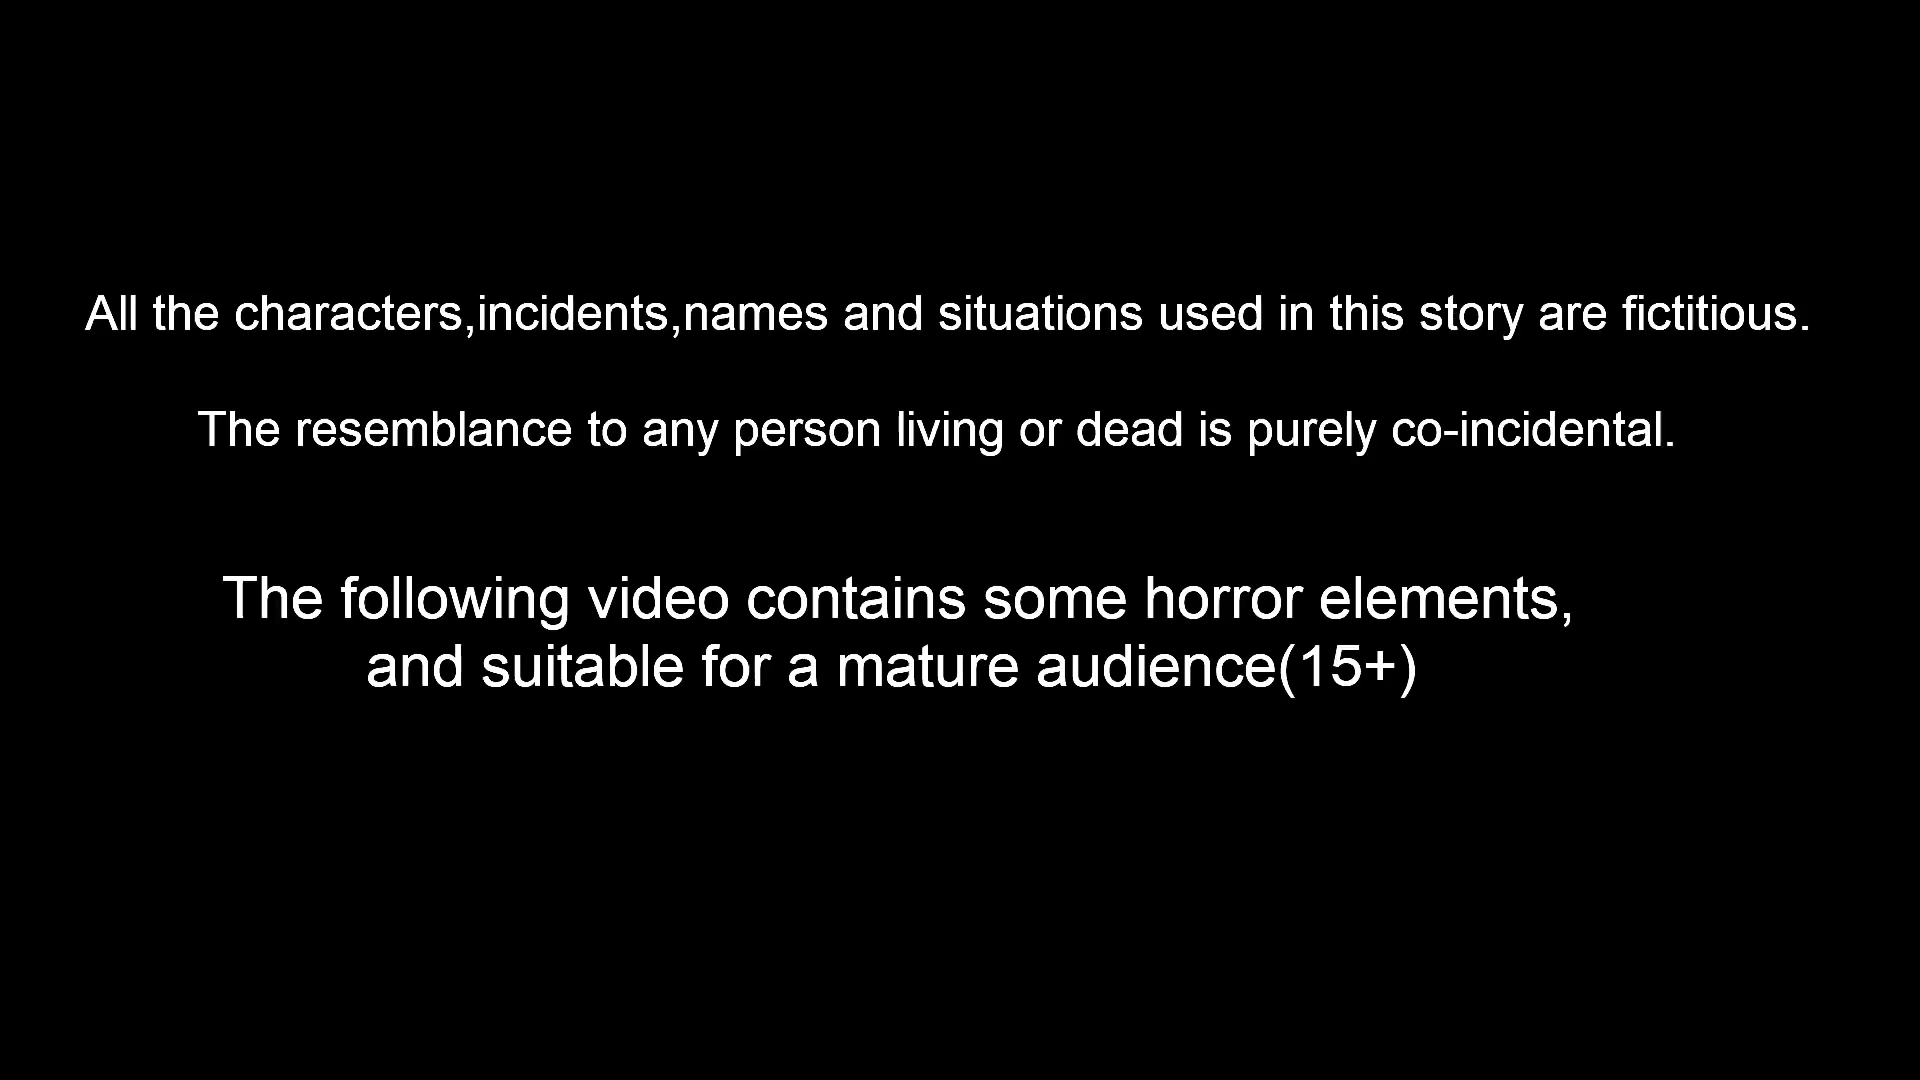 All the characters,incidents,names and situations used in this story are fictitious.
The resemblance to any person living or dead is purely co-incidental.
The following video contains some horror elements,
and suitable for a mature audience(15+)